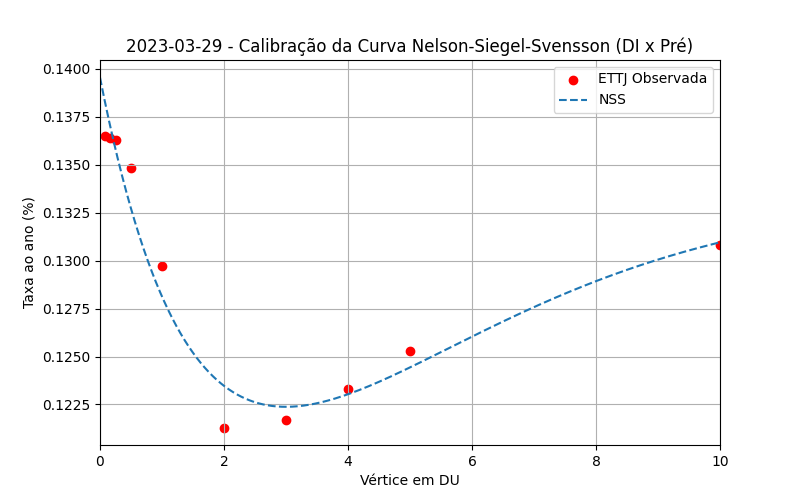 2023-03-29 - Calibração da Curva Nelson-Siegel-Svensson (DI x Pré)
0.1400
0.1375
0.1350
0.1325
0.1300
0.1275
0.1250
0.1225
Taxa ao ano (%)
ETTJ Observada
NSS
0 2 4 6 8 10
Vértice em DU